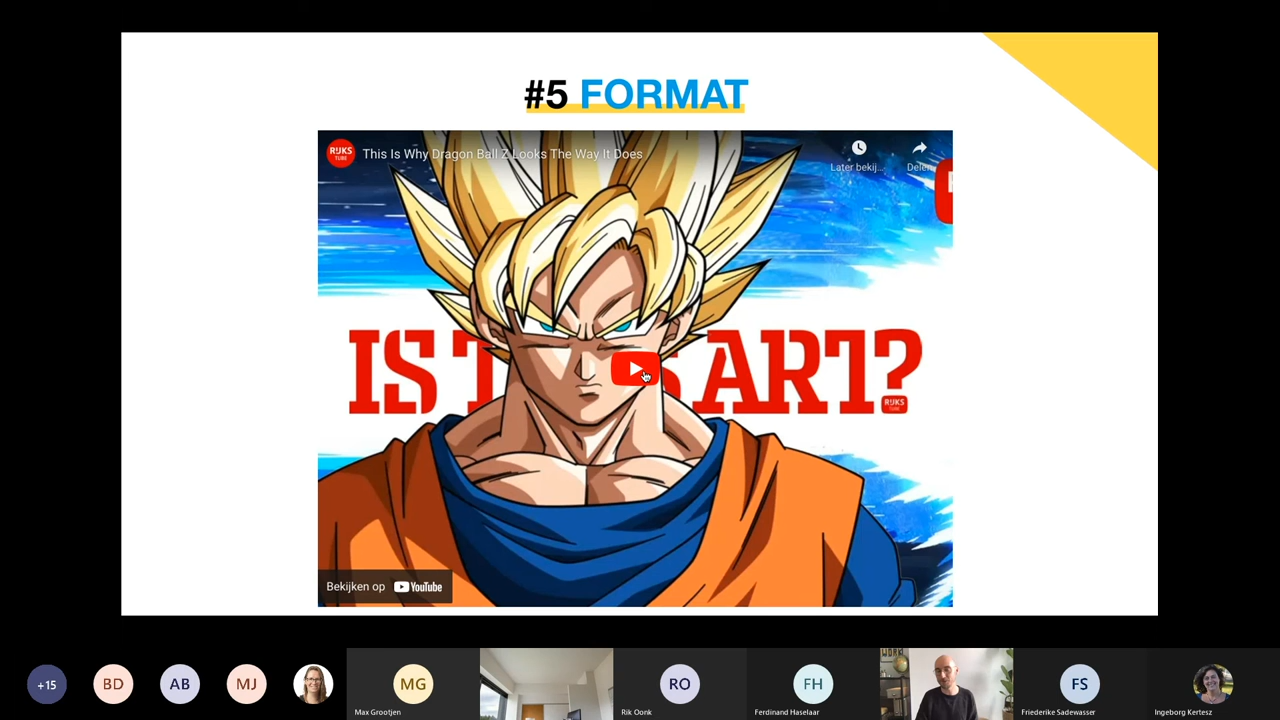 #5 FORMAT
RIJKS
TUBE
This Is Why Dragon Ball Z Looks The Way It Does
Later bekij...
Delen
IS T S ART?
RIJKS
TUBE
Bekijken op YouTube
WORK
+15
BD
AB
MJ
MG
RO
FH
FS
Max Grootjen
Rik Oonk
Ferdinand Haselaar
Friederike Sadewasser
Ingeborg Kertesz